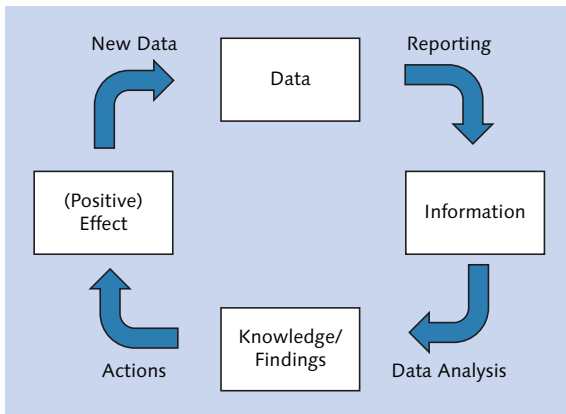 New Data
Data
Reporting
(Positive)
Effect
Information
Knowledge/
Findings
Actions
Data Analysis